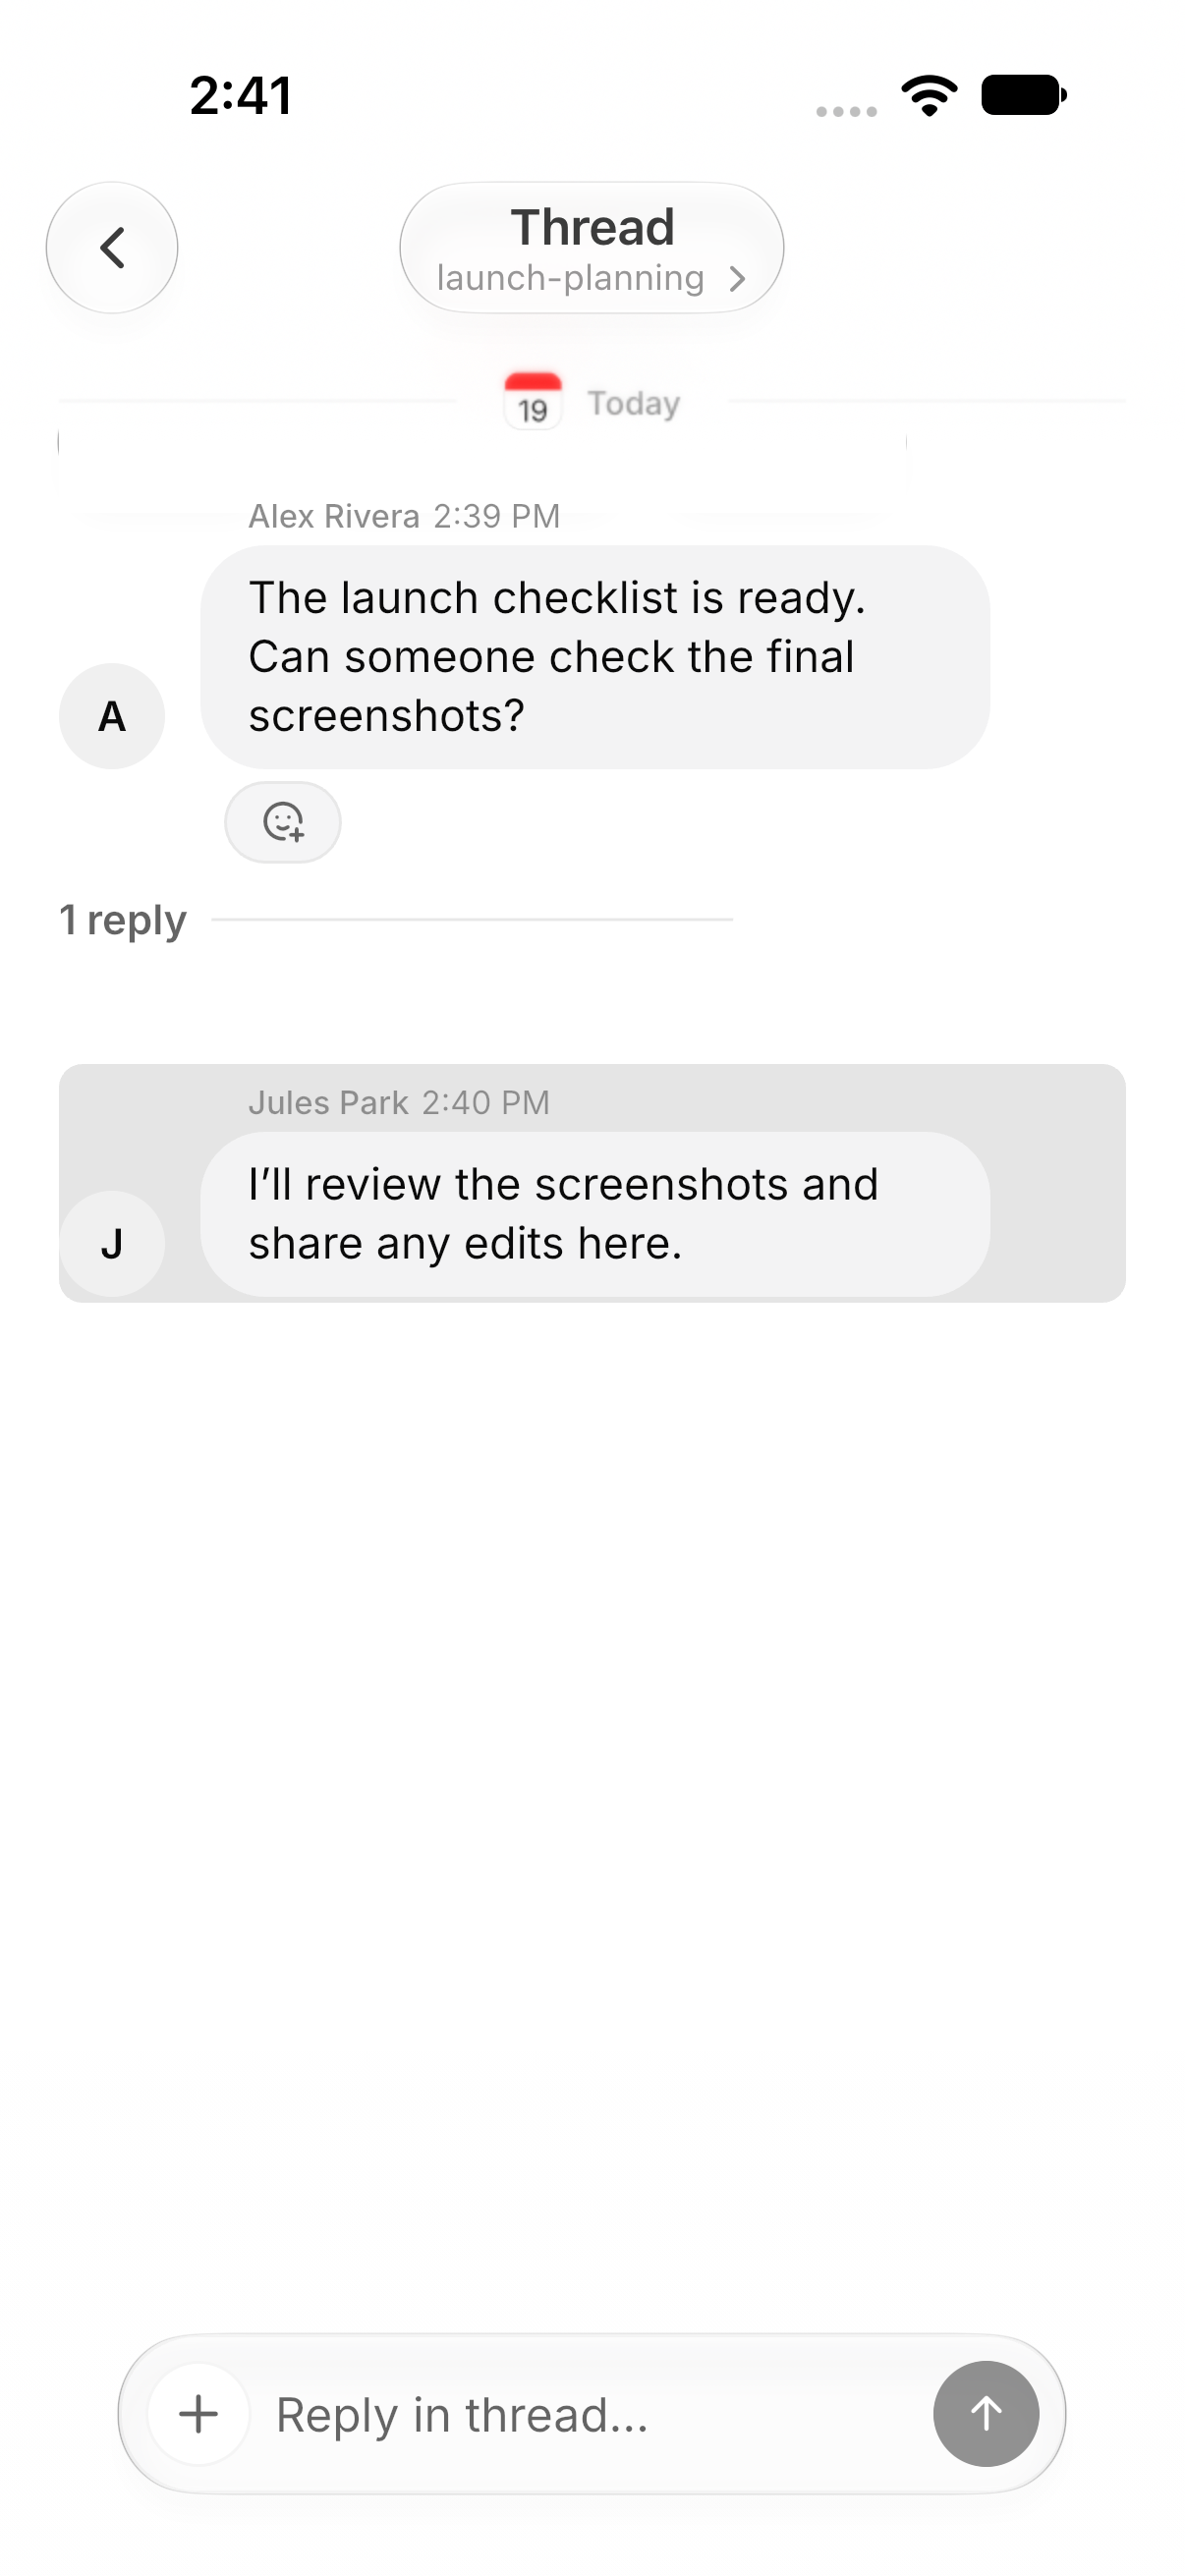 2:41
Thread
launch-planning
19 Today
Alex Rivera 2:39 PM
The launch checklist is ready.
Can someone check the final
screenshots?
A
1 reply
Jules Park 2:40 PM
I’ll review the screenshots and
share any edits here.
J
Reply in thread...